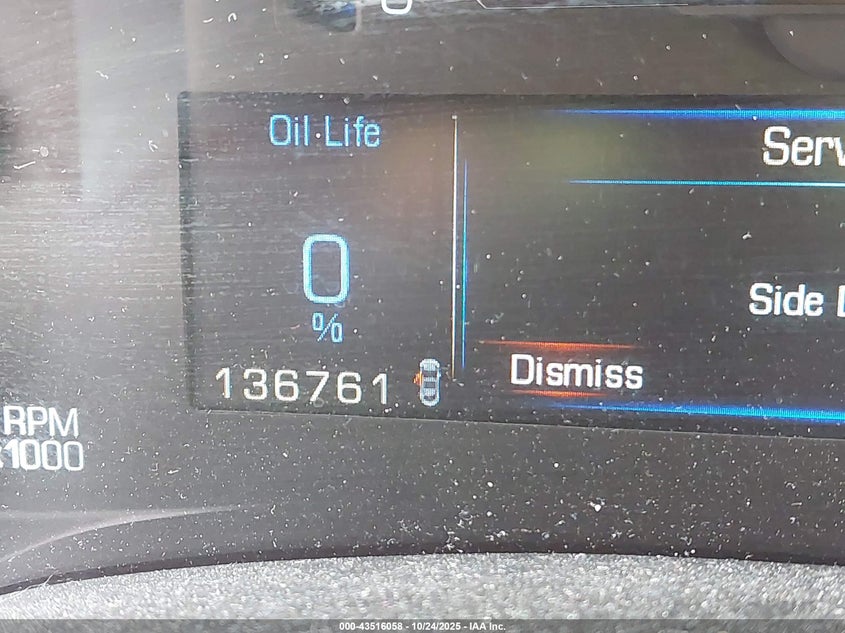 Oil Life
0
%
136761
Serv
Side
Dismiss
RPM
x1000
000-43516058 - 10/24/2025 - IAA Inc.